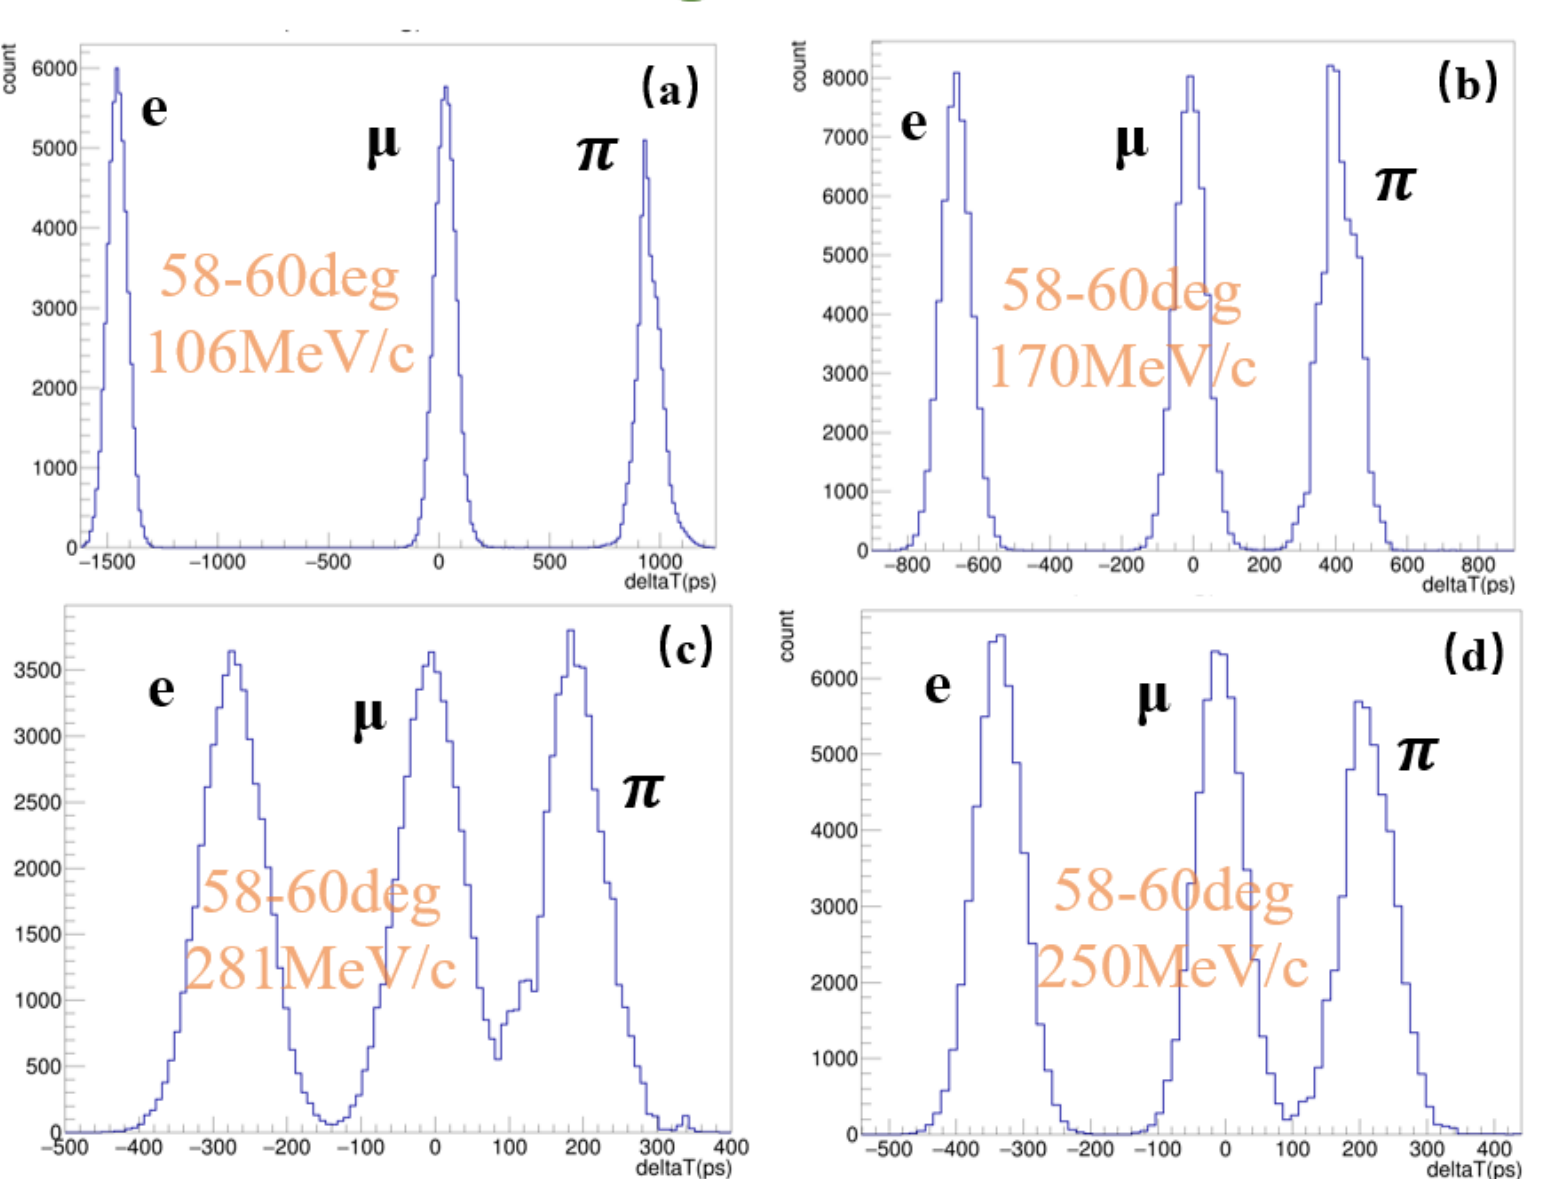 count
(a)
e
μ
π
58-60deg
106MeV/c
6000
5000
4000
3000
2000
1000
0
−1500 −1000 −500 0 500 1000
deltaT(ps)
count
(b)
e
μ
π
58-60deg
170MeV/c
8000
7000
6000
5000
4000
3000
2000
1000
0
−800 −600 −400 −200 0 200 400 600 800
deltaT(ps)
(c)
e
μ
π
58-60deg
281MeV/c
3500
3000
2500
2000
1500
1000
500
0
−500 −400 −300 −200 −100 0 100 200 300 400
deltaT(ps)
count
(d)
e
μ
π
58-60deg
250MeV/c
6000
5000
4000
3000
2000
1000
0
−500 −400 −300 −200 −100 0 100 200 300 400
deltaT(ps)